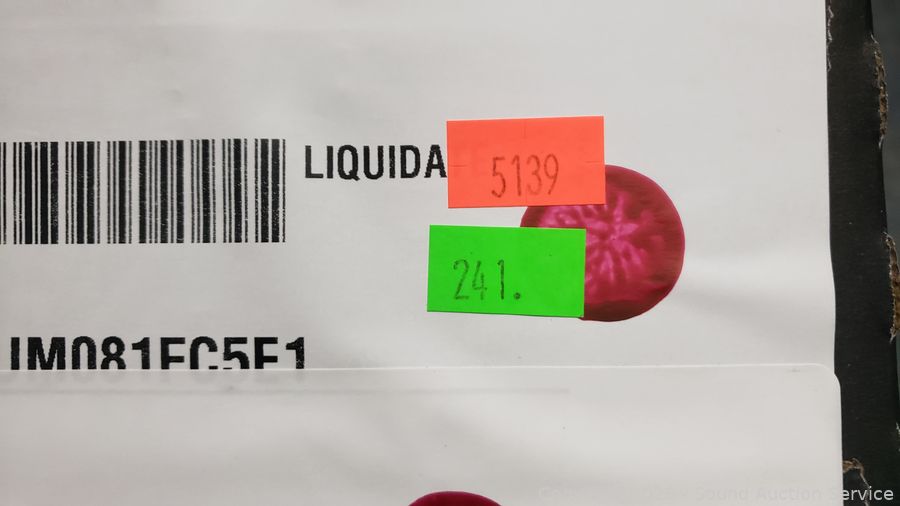 LIQUIDA
5139
241.
Sound Auction Service